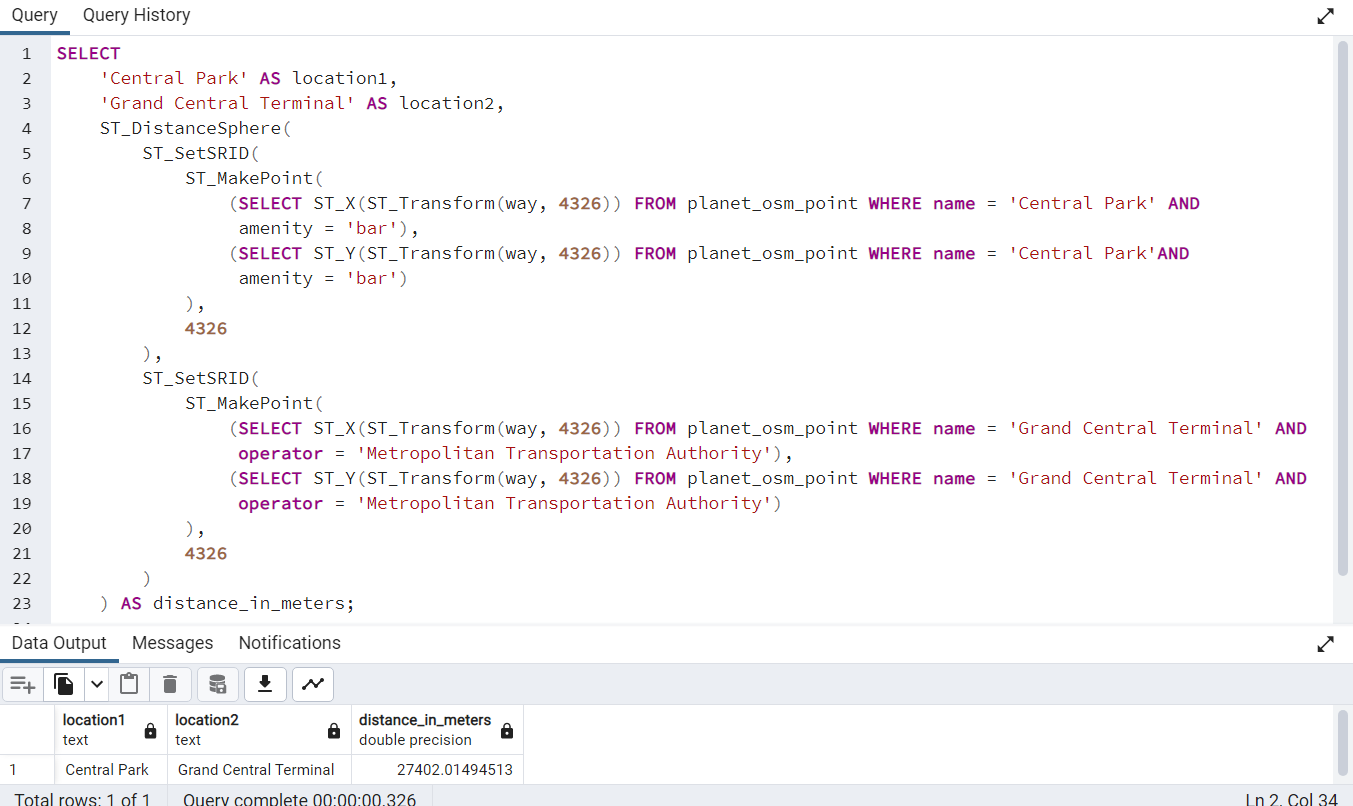 Query Query History
1 SELECT
2 'Central Park' AS location1,
3 'Grand Central Terminal' AS location2,
4 ST_DistanceSphere(
5 ST_SetSRID(
6 ST_MakePoint(
7 (SELECT ST_X(ST_Transform(way, 4326)) FROM planet_osm_point WHERE name = 'Central Park' AND
8 amenity = 'bar'),
9 (SELECT ST_Y(ST_Transform(way, 4326)) FROM planet_osm_point WHERE name = 'Central Park'AND
10 amenity = 'bar')
11 ),
12 4326
13 ),
14 ST_SetSRID(
15 ST_MakePoint(
16 (SELECT ST_X(ST_Transform(way, 4326)) FROM planet_osm_point WHERE name = 'Grand Central Terminal' AND
17 operator = 'Metropolitan Transportation Authority'),
18 (SELECT ST_Y(ST_Transform(way, 4326)) FROM planet_osm_point WHERE name = 'Grand Central Terminal' AND
19 operator = 'Metropolitan Transportation Authority')
20 ),
21 4326
22 )
23 ) AS distance_in_meters;
Data Output Messages Notifications
location1 location2 distance_in_meters
text text double precision
1 Central Park Grand Central Terminal 27402.01494513
Total rows: 1 of 1 Query complete 00:00:00.326 Ln 2, Col 34